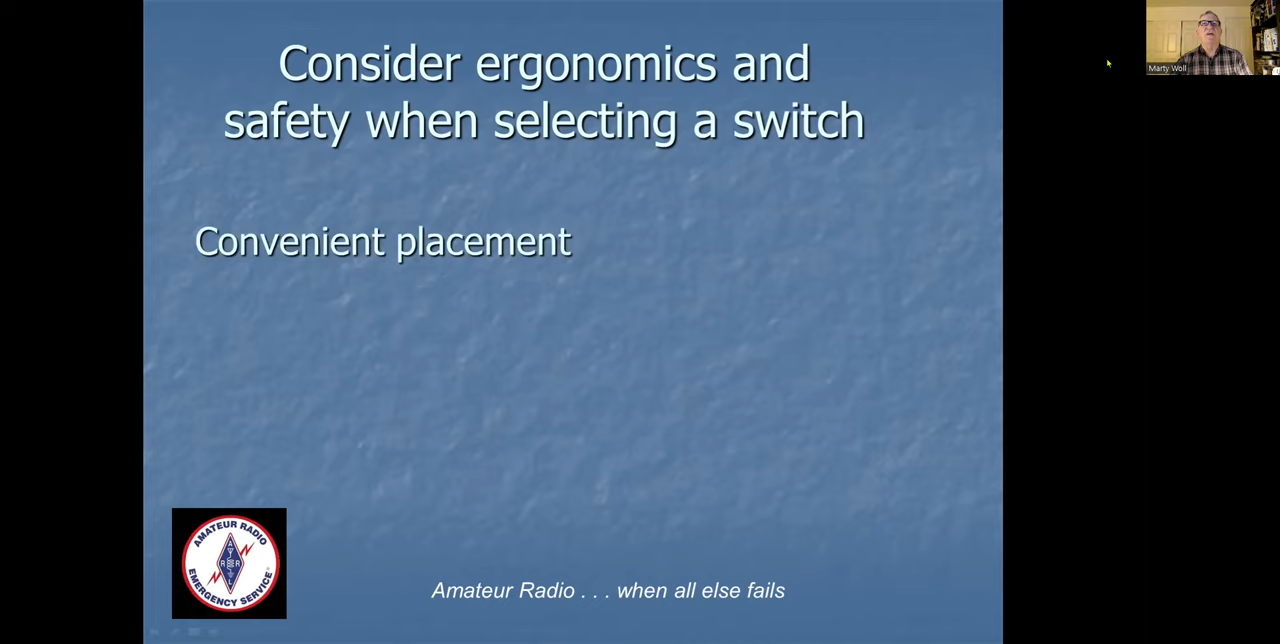 Consider ergonomics and
safety when selecting a switch
Convenient placement
AMATEUR RADIO
ARRL
EMERGENCY SERVICE
Amateur Radio . . . when all else fails
Marty Woll